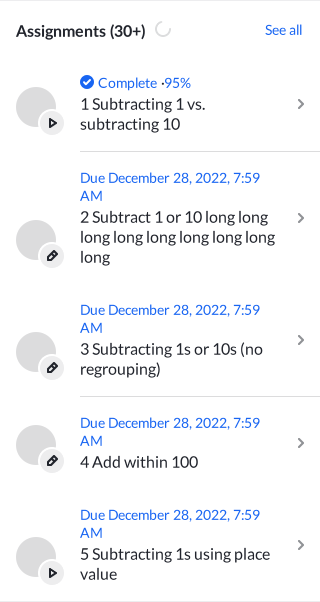 Assignments (30+)
See all
Complete ·95%
1 Subtracting 1 vs.
subtracting 10
Due December 28, 2022, 7:59
AM
2 Subtract 1 or 10 long long
long long long long long long
long
Due December 28, 2022, 7:59
AM
3 Subtracting 1s or 10s (no
regrouping)
Due December 28, 2022, 7:59
AM
4 Add within 100
Due December 28, 2022, 7:59
AM
5 Subtracting 1s using place
value